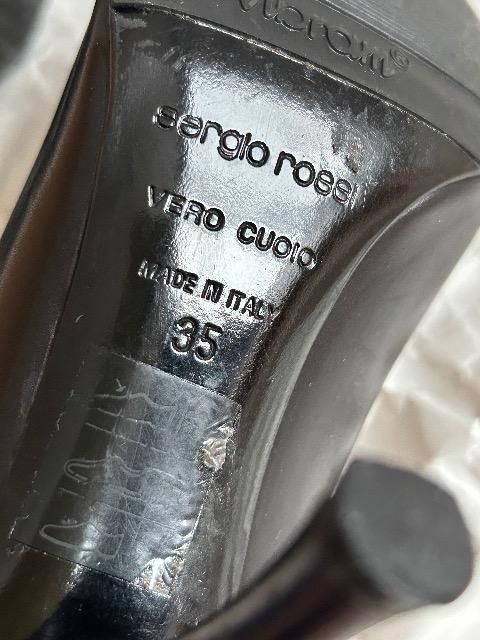 sergio rossi
VERO CUOIO
MADE IN ITALY
35